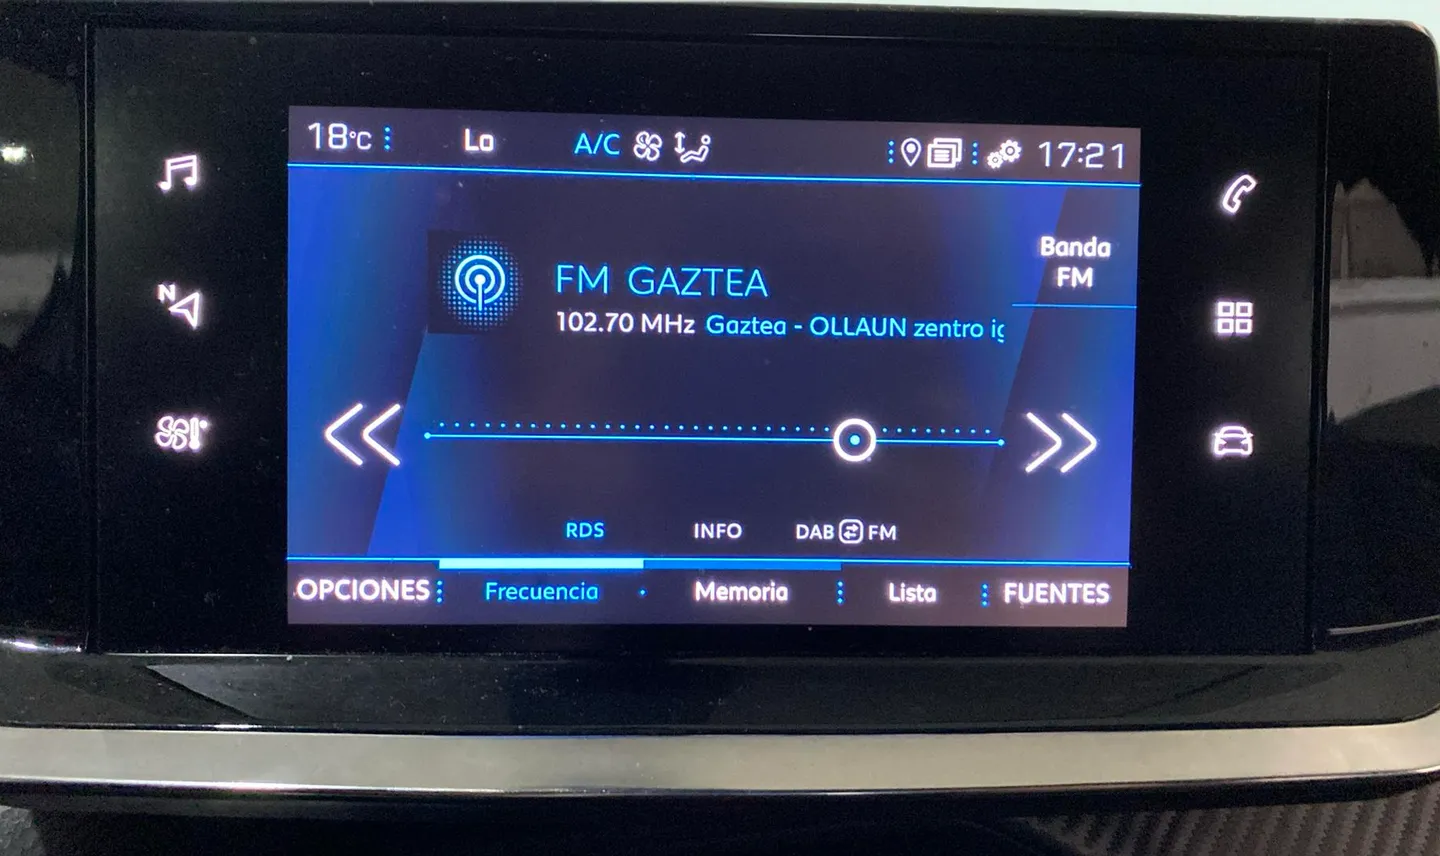 18°C Lo A/C 17:21
N
Banda
FM
FM GAZTEA
102.70 MHz Gaztea - OLLAUN zentro
RDS INFO DAB FM
OPCIONES Frecuencia Memoria Lista FUENTES